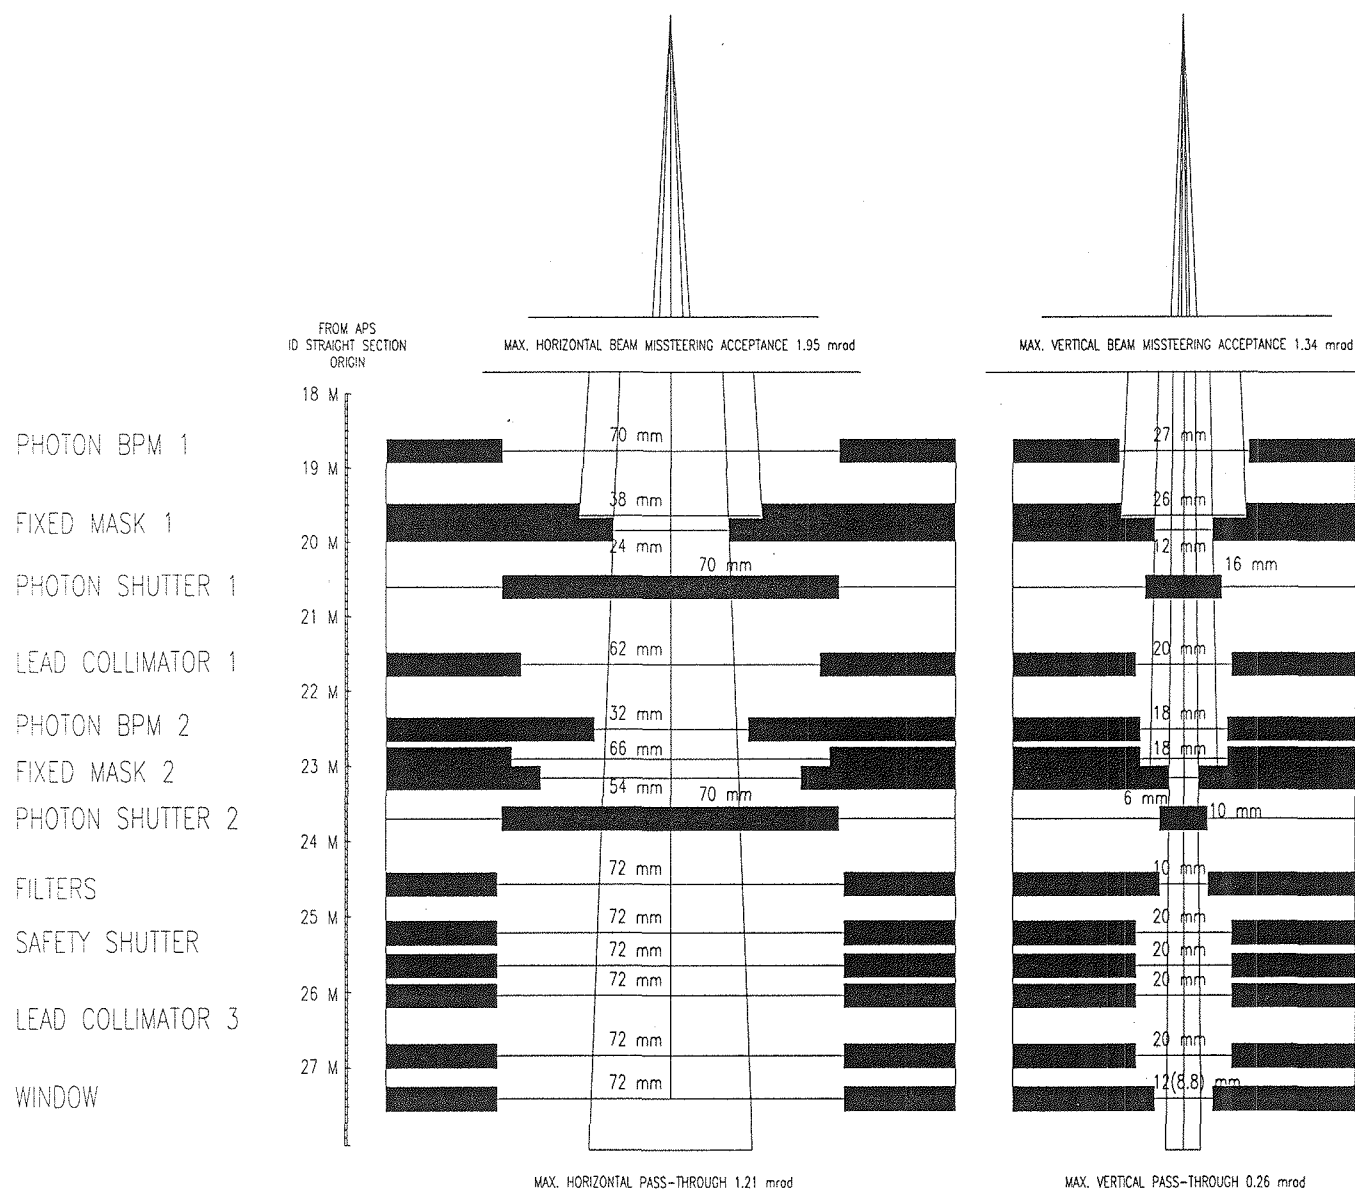 FROM APS
ID STRAIGHT SECTION
ORIGIN
MAX. HORIZONTAL BEAM MISSTEERING ACCEPTANCE 1.95 mrad
MAX. VERTICAL BEAM MISSTEERING ACCEPTANCE 1.34 mrad
18 M
PHOTON BPM 1
70 mm
27 mm
19 M
38 mm
26 mm
FIXED MASK 1
20 M
24 mm
12 mm
70 mm
16 mm
PHOTON SHUTTER 1
21 M
LEAD COLLIMATOR 1
62 mm
20 mm
22 M
PHOTON BPM 2
32 mm
18 mm
66 mm
18 mm
FIXED MASK 2
23 M
54 mm
70 mm
6 mm
10 mm
PHOTON SHUTTER 2
24 M
72 mm
10 mm
FILTERS
25 M
72 mm
20 mm
SAFETY SHUTTER
72 mm
20 mm
72 mm
20 mm
26 M
LEAD COLLIMATOR 3
72 mm
20 mm
27 M
72 mm
12(8.8) mm
WINDOW
MAX. HORIZONTAL PASS-THROUGH 1.21 mrad
MAX. VERTICAL PASS-THROUGH 0.26 mrad